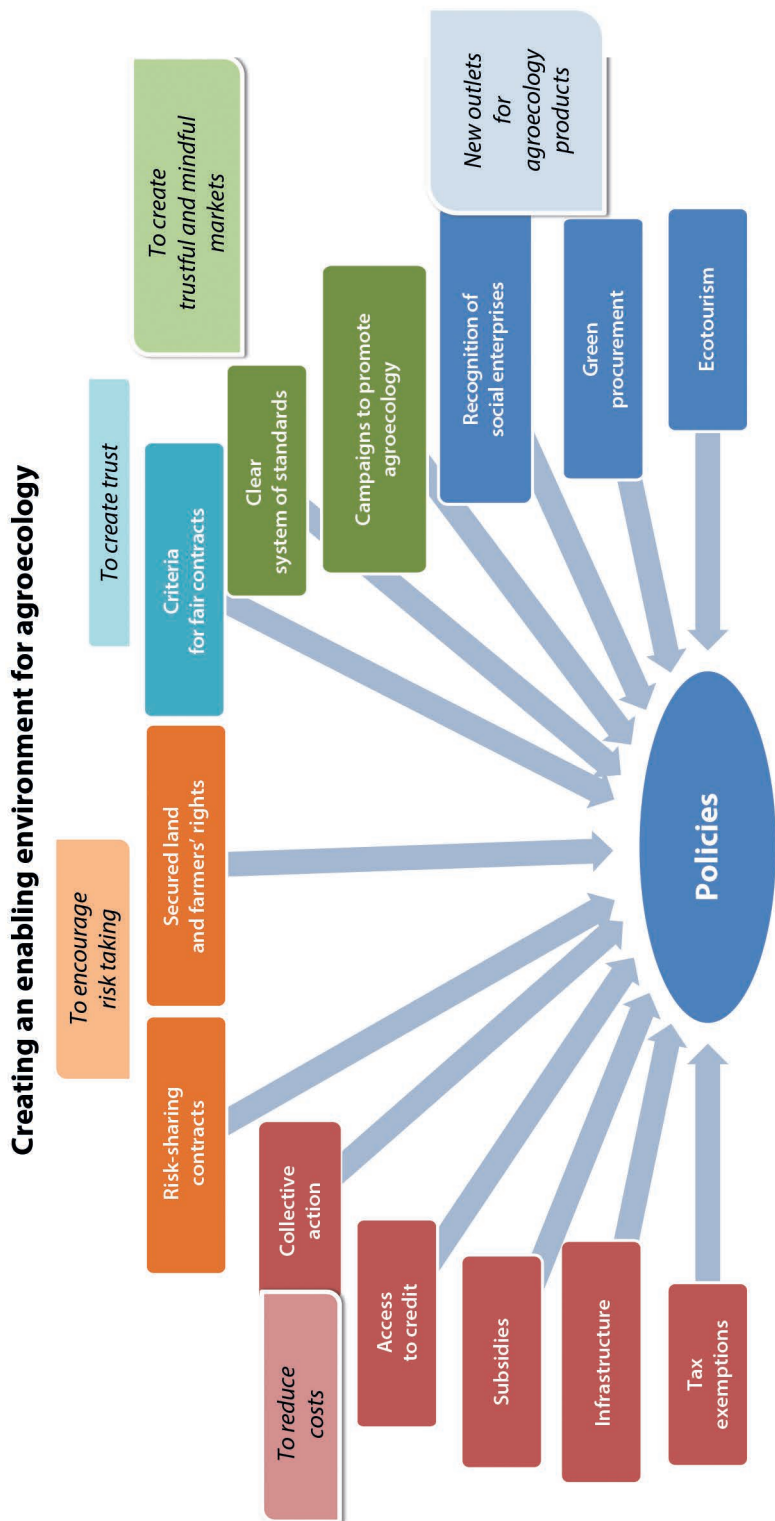 Creating an enabling environment for agroecology
To encourage
risk taking
To create trust
To create
trustful and mindful
markets
Risk-sharing
contracts
Secured land
and farmers’ rights
Criteria
for fair contracts
Clear
system of standards
Collective
action
To reduce
costs
Campaigns to promote
agroecology
Access
to credit
New outlets
for
agroecology
products
Recognition of
social enterprises
Subsidies
Green
procurement
Infrastructure
Ecotourism
Tax
exemptions
Policies